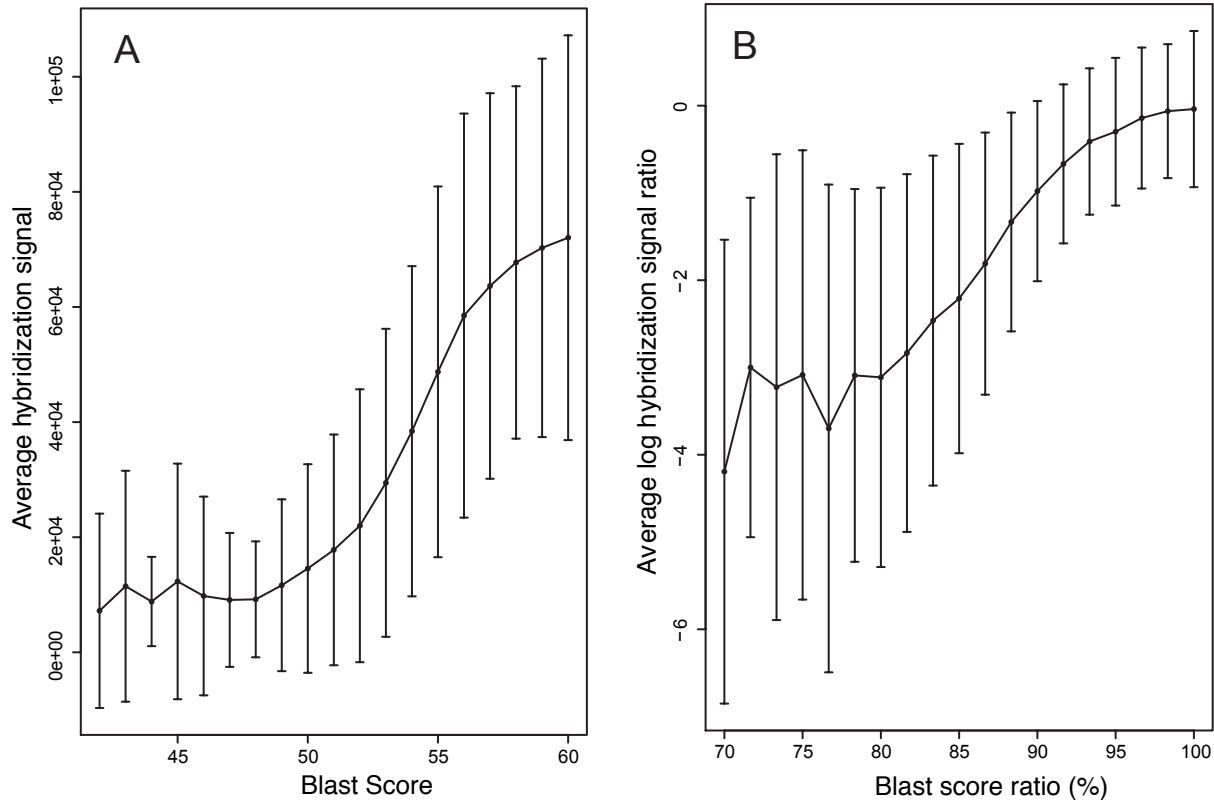 A
Average hybridization signal
1e+05
8e+04
6e+04
4e+04
2e+04
0e+00
45
50
55
60
Blast Score
B
Average log hybridization signal ratio
0
−2
−4
−6
70
75
80
85
90
95
100
Blast score ratio (%)